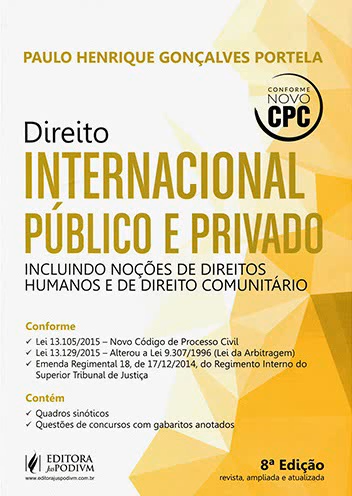 PAULO HENRIQUE GONÇALVES PORTELA
CONFORME
NOVO
CPC
Direito
INTERNACIONAL
PÚBLICO E PRIVADO
INCLUINDO NOÇÕES DE DIREITOS
HUMANOS E DE DIREITO COMUNITÁRIO
Conforme
✓ Lei 13.105/2015 – Novo Código de Processo Civil
✓ Lei 13.129/2015 – Alterou a Lei 9.307/1996 (Lei da Arbitragem)
✓ Emenda Regimental 18, de 17/12/2014, do Regimento Interno do
Superior Tribunal de Justiça
Contém
✓ Quadros sinóticos
✓ Questões de concursos com gabaritos anotados
EDITORA
JusPODIVM
www.editorajuspodivm.com.br
8ª Edição
revista, ampliada e atualizada